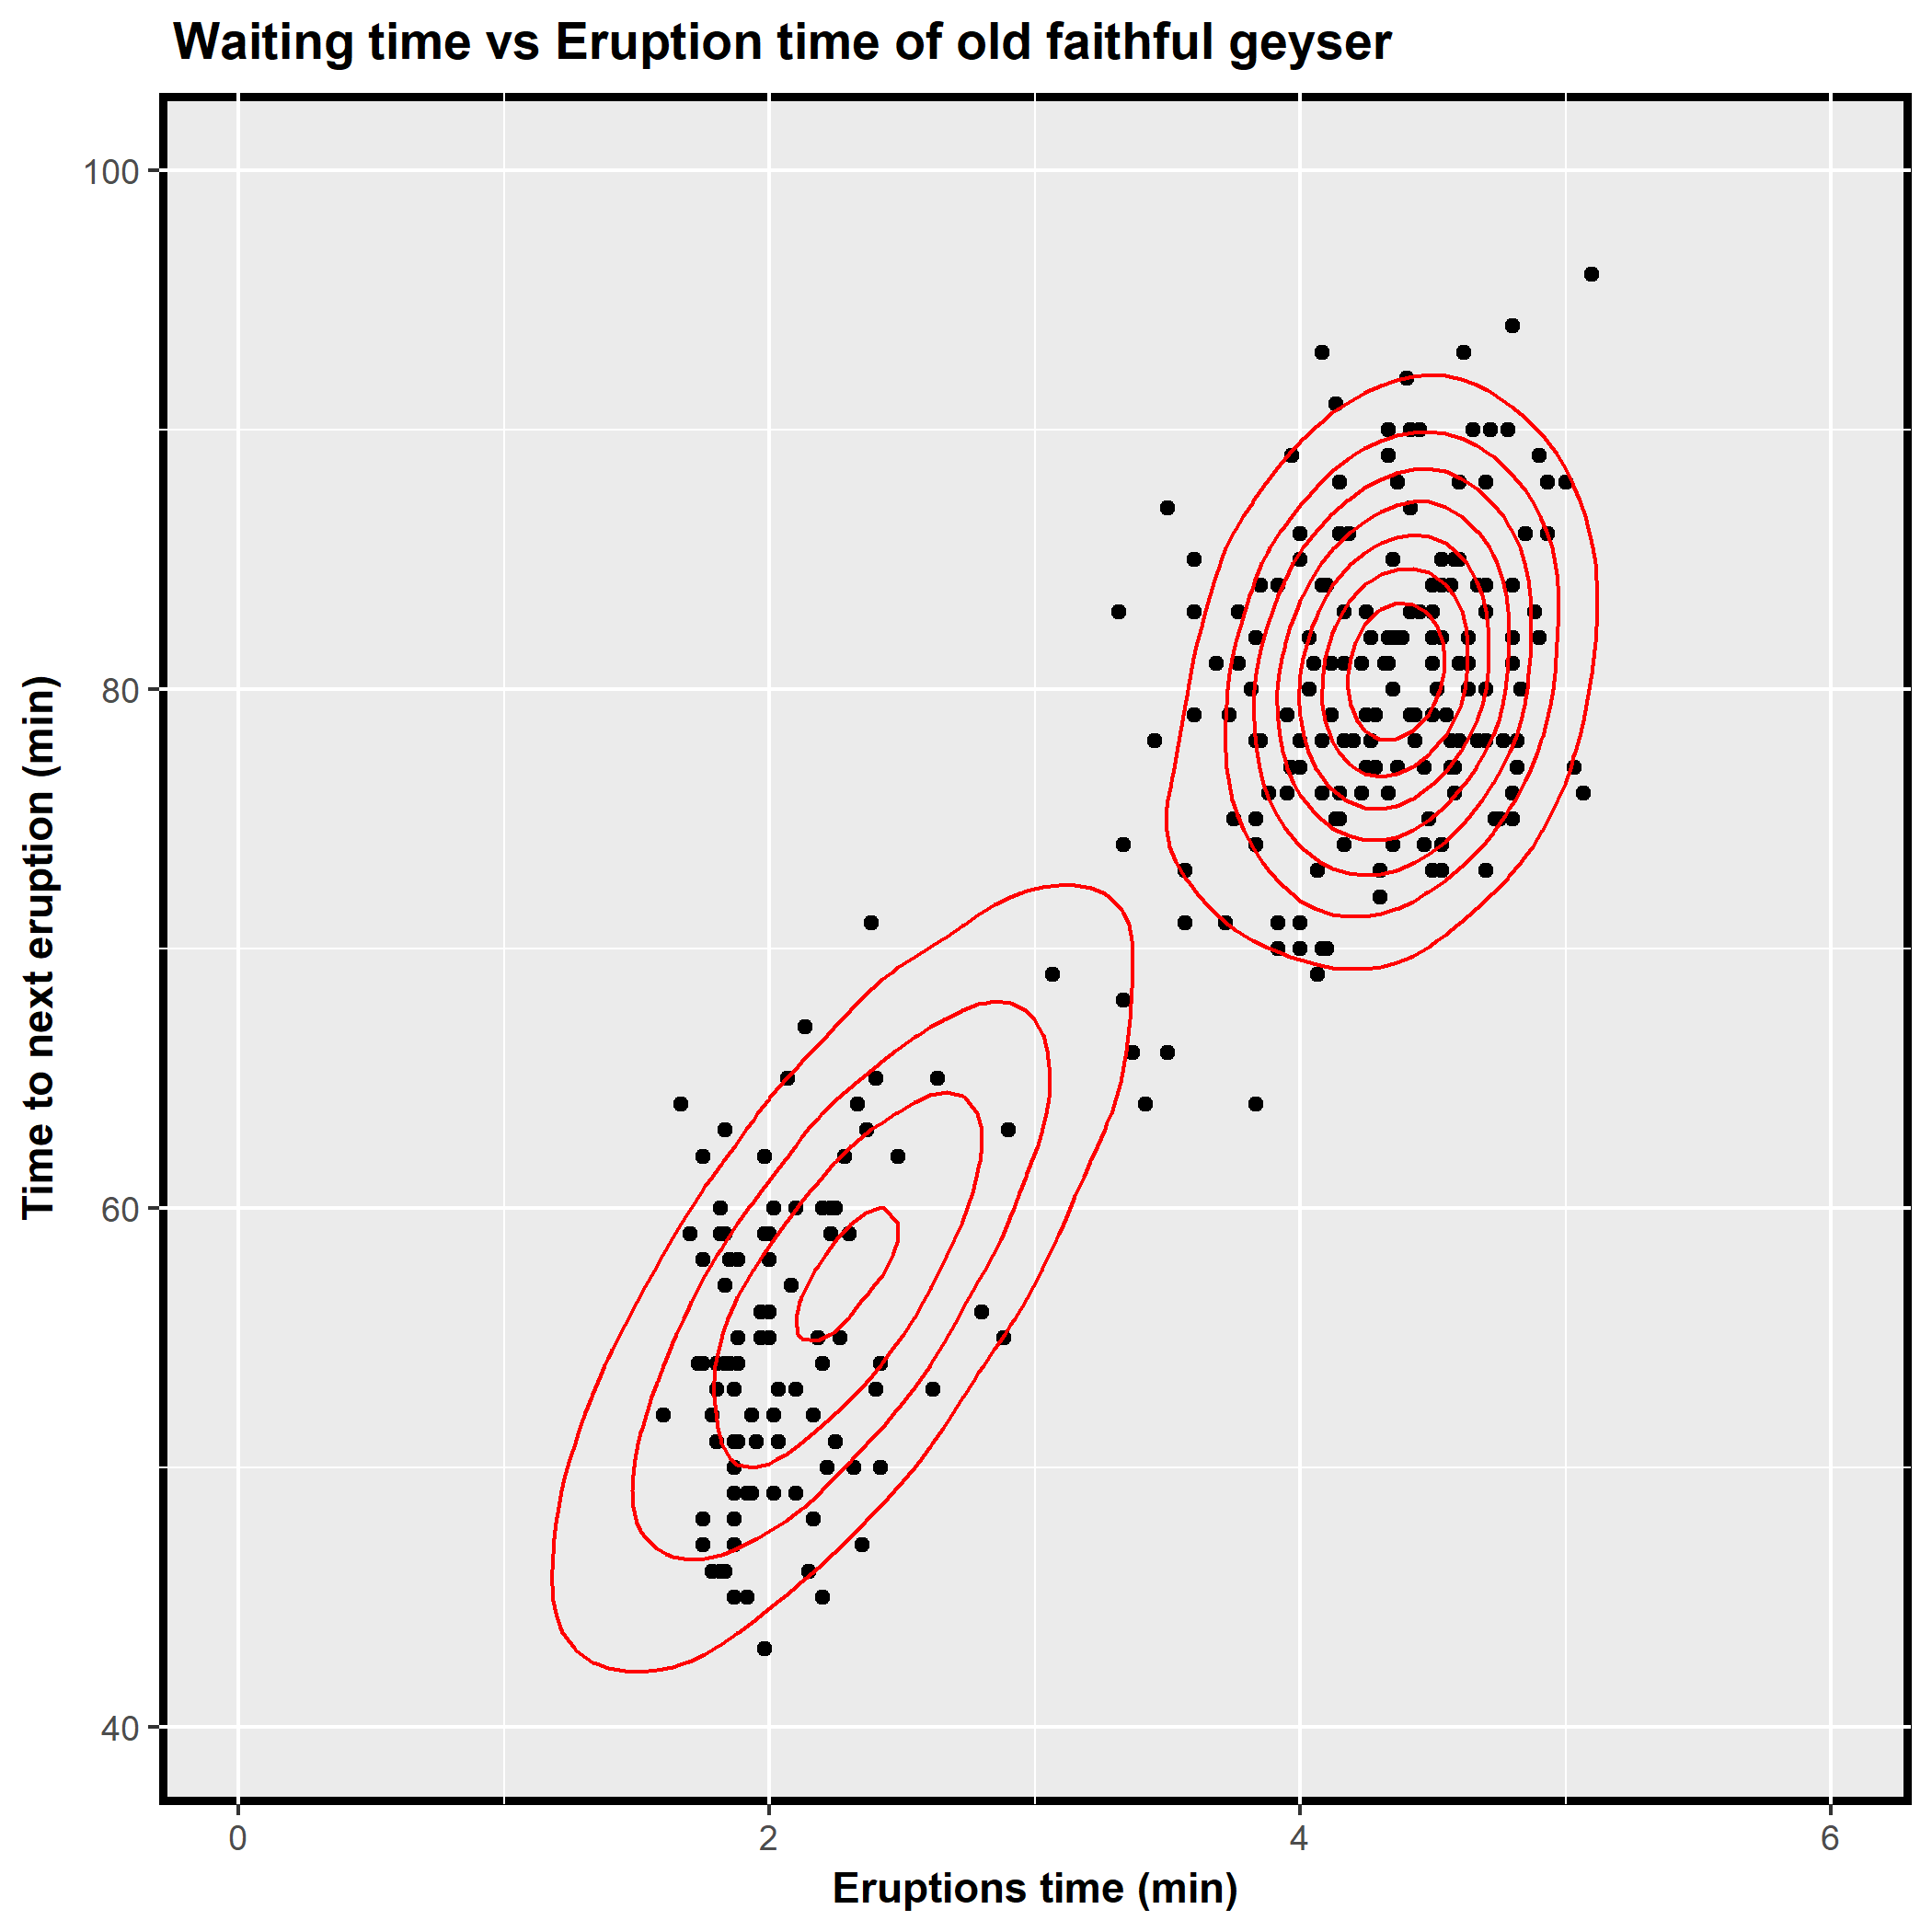 Waiting time vs Eruption time of old faithful geyser
100
80
60
40
Time to next eruption (min)
0 2 4 6
Eruptions time (min)